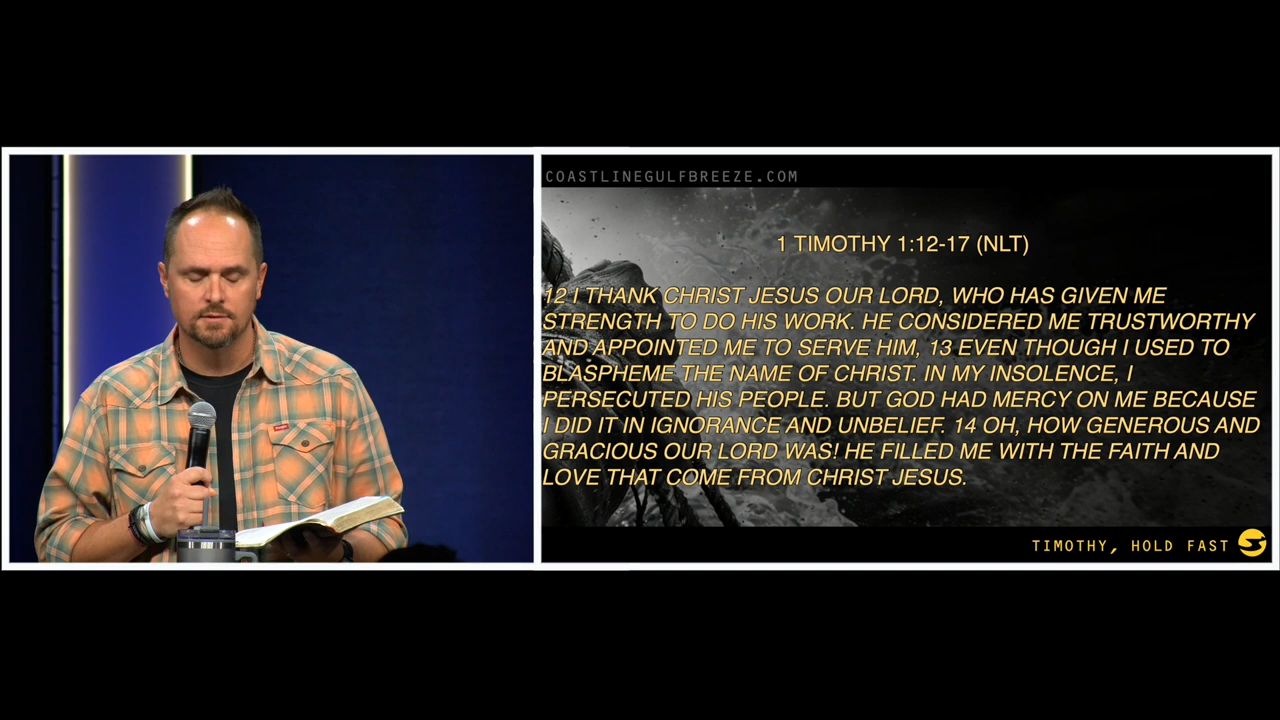 COASTLINEGULFBREEZE.COM
1 TIMOTHY 1:12-17 (NLT)
12 I THANK CHRIST JESUS OUR LORD, WHO HAS GIVEN ME
STRENGTH TO DO HIS WORK. HE CONSIDERED ME TRUSTWORTHY
AND APPOINTED ME TO SERVE HIM, 13 EVEN THOUGH I USED TO
BLASPHEME THE NAME OF CHRIST. IN MY INSOLENCE, I
PERSECUTED HIS PEOPLE. BUT GOD HAD MERCY ON ME BECAUSE
I DID IT IN IGNORANCE AND UNBELIEF. 14 OH, HOW GENEROUS AND
GRACIOUS OUR LORD WAS! HE FILLED ME WITH THE FAITH AND
LOVE THAT COME FROM CHRIST JESUS.
TIMOTHY, HOLD FAST